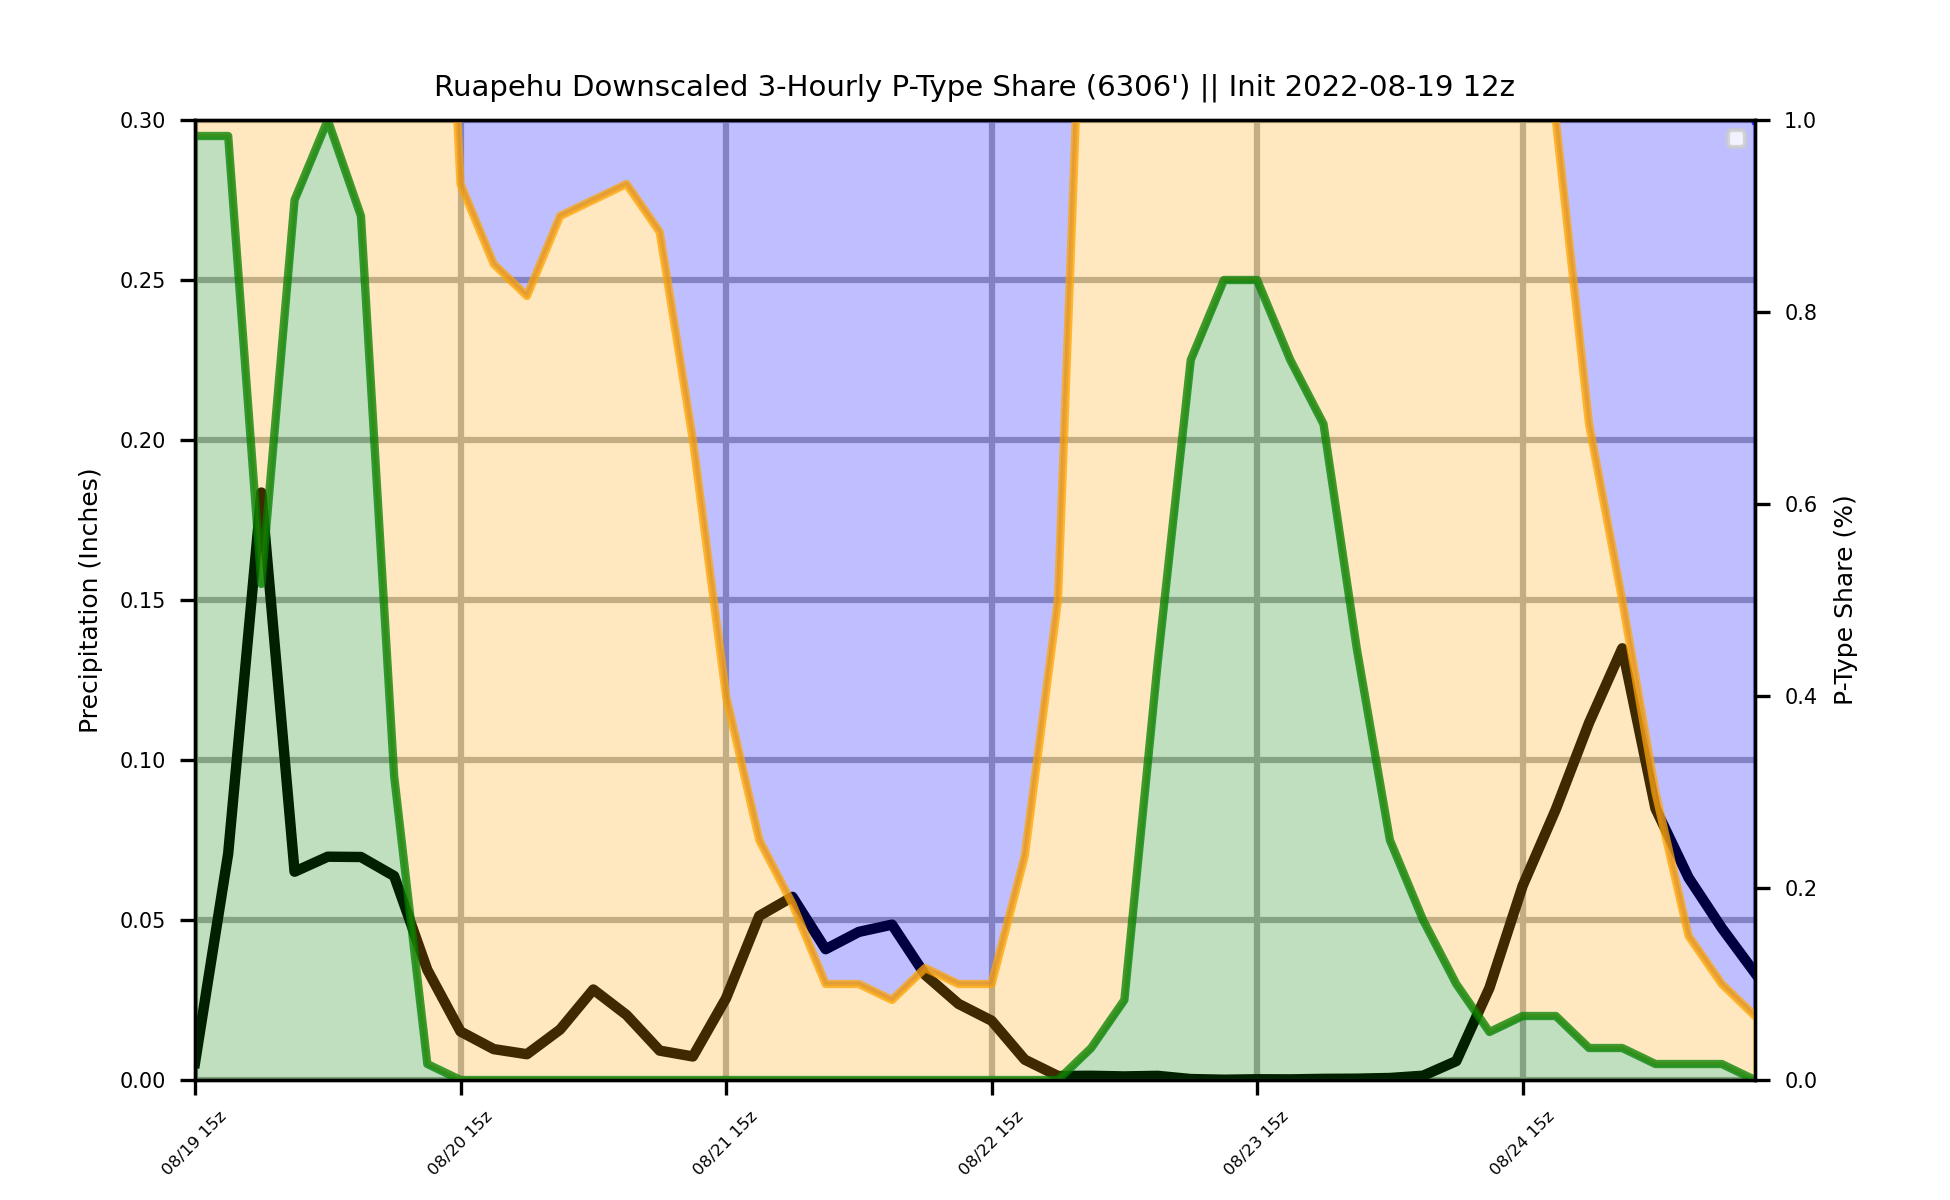 Ruapehu Downscaled 3-Hourly P-Type Share (6306') || Init 2022-08-19 12z
0.30
0.25
0.20
0.15
0.10
0.05
0.00
Precipitation (Inches)
1.0
0.8
0.6
0.4
0.2
0.0
P-Type Share (%)
08/19 15z
08/20 15z
08/21 15z
08/22 15z
08/23 15z
08/24 15z